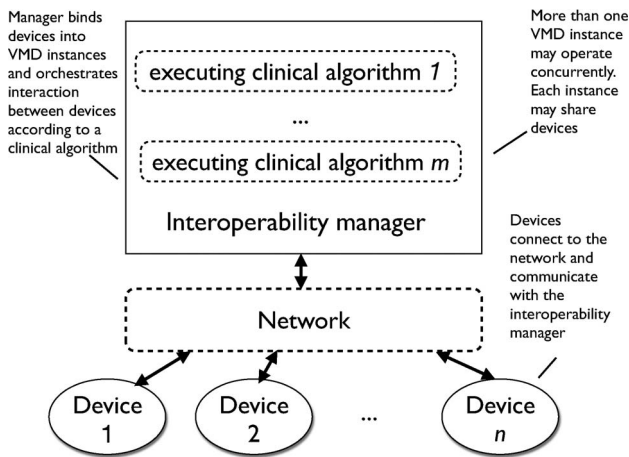 Manager binds
devices into
VMD instances
and orchestrates
interaction
between devices
according to a
clinical algorithm
executing clinical algorithm 1
...
executing clinical algorithm m
Interoperability manager
More than one
VMD instance
may operate
concurrently.
Each instance
may share
devices
Network
Devices
connect to the
network and
communicate
with the
interoperability
manager
Device
1
Device
2
...
Device
n